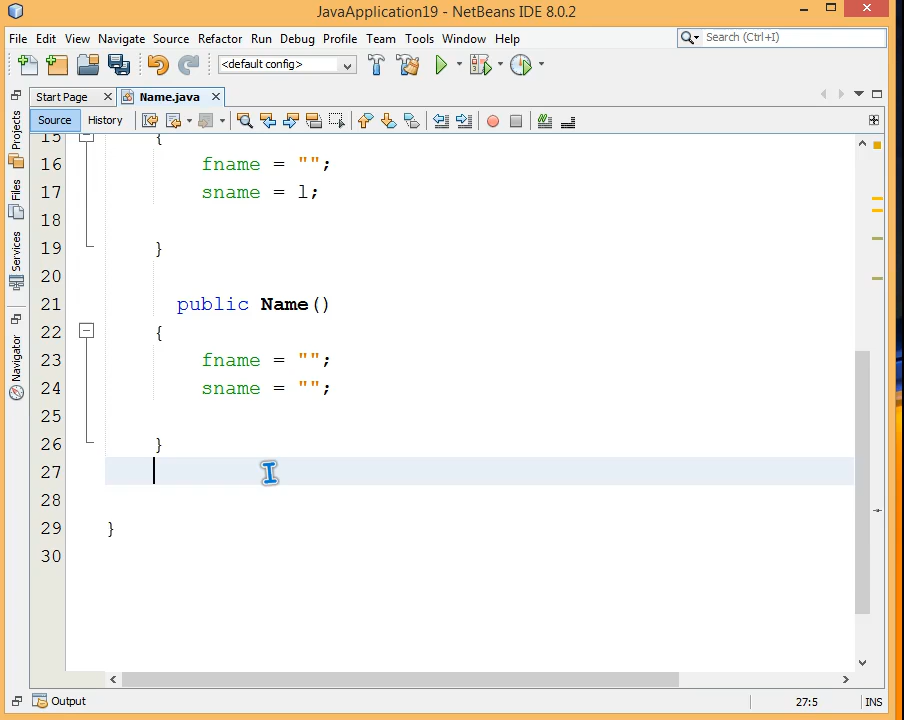 JavaApplication19 - NetBeans IDE 8.0.2
File Edit View Navigate Source Refactor Run Debug Profile Team Tools Window Help
Search (Ctrl+I)
<default config>
Start Page
Name.java
Source History
Projects
Files
Services
Navigator
15 {
16 fname = "";
17 sname = l;
18
19 }
20
21 public Name()
22 {
23 fname = "";
24 sname = "";
25
26 }
27
28
29 }
30
Output
27:5 INS